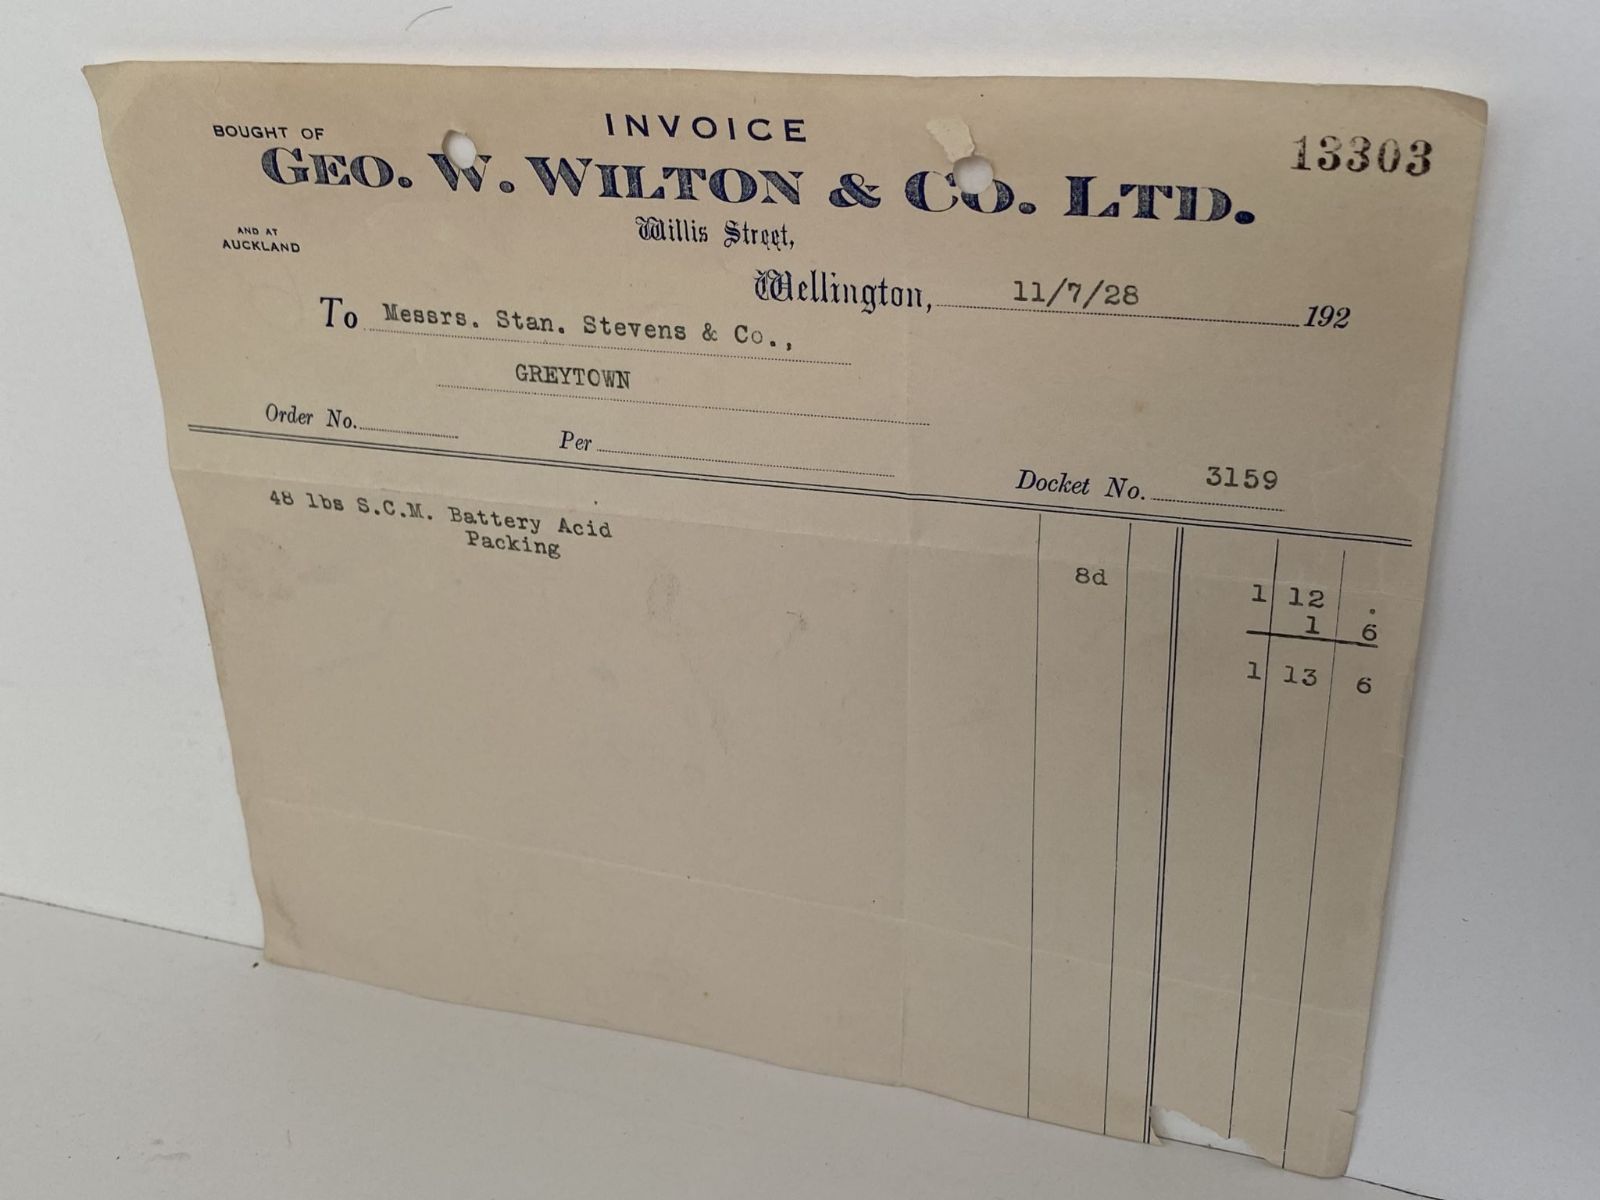 INVOICE
13303
BOUGHT OF
GEO. W. WILTON & CO. LTD.
Willis Street,
AND AT
AUCKLAND
Wellington, 11/7/28 192
To Messrs. Stan. Stevens & Co.,
GREYTOWN
Order No.
Per
Docket No. 3159
48 lbs S.C.M. Battery Acid 8d 1 12 .
Packing 1 6
1 13 6